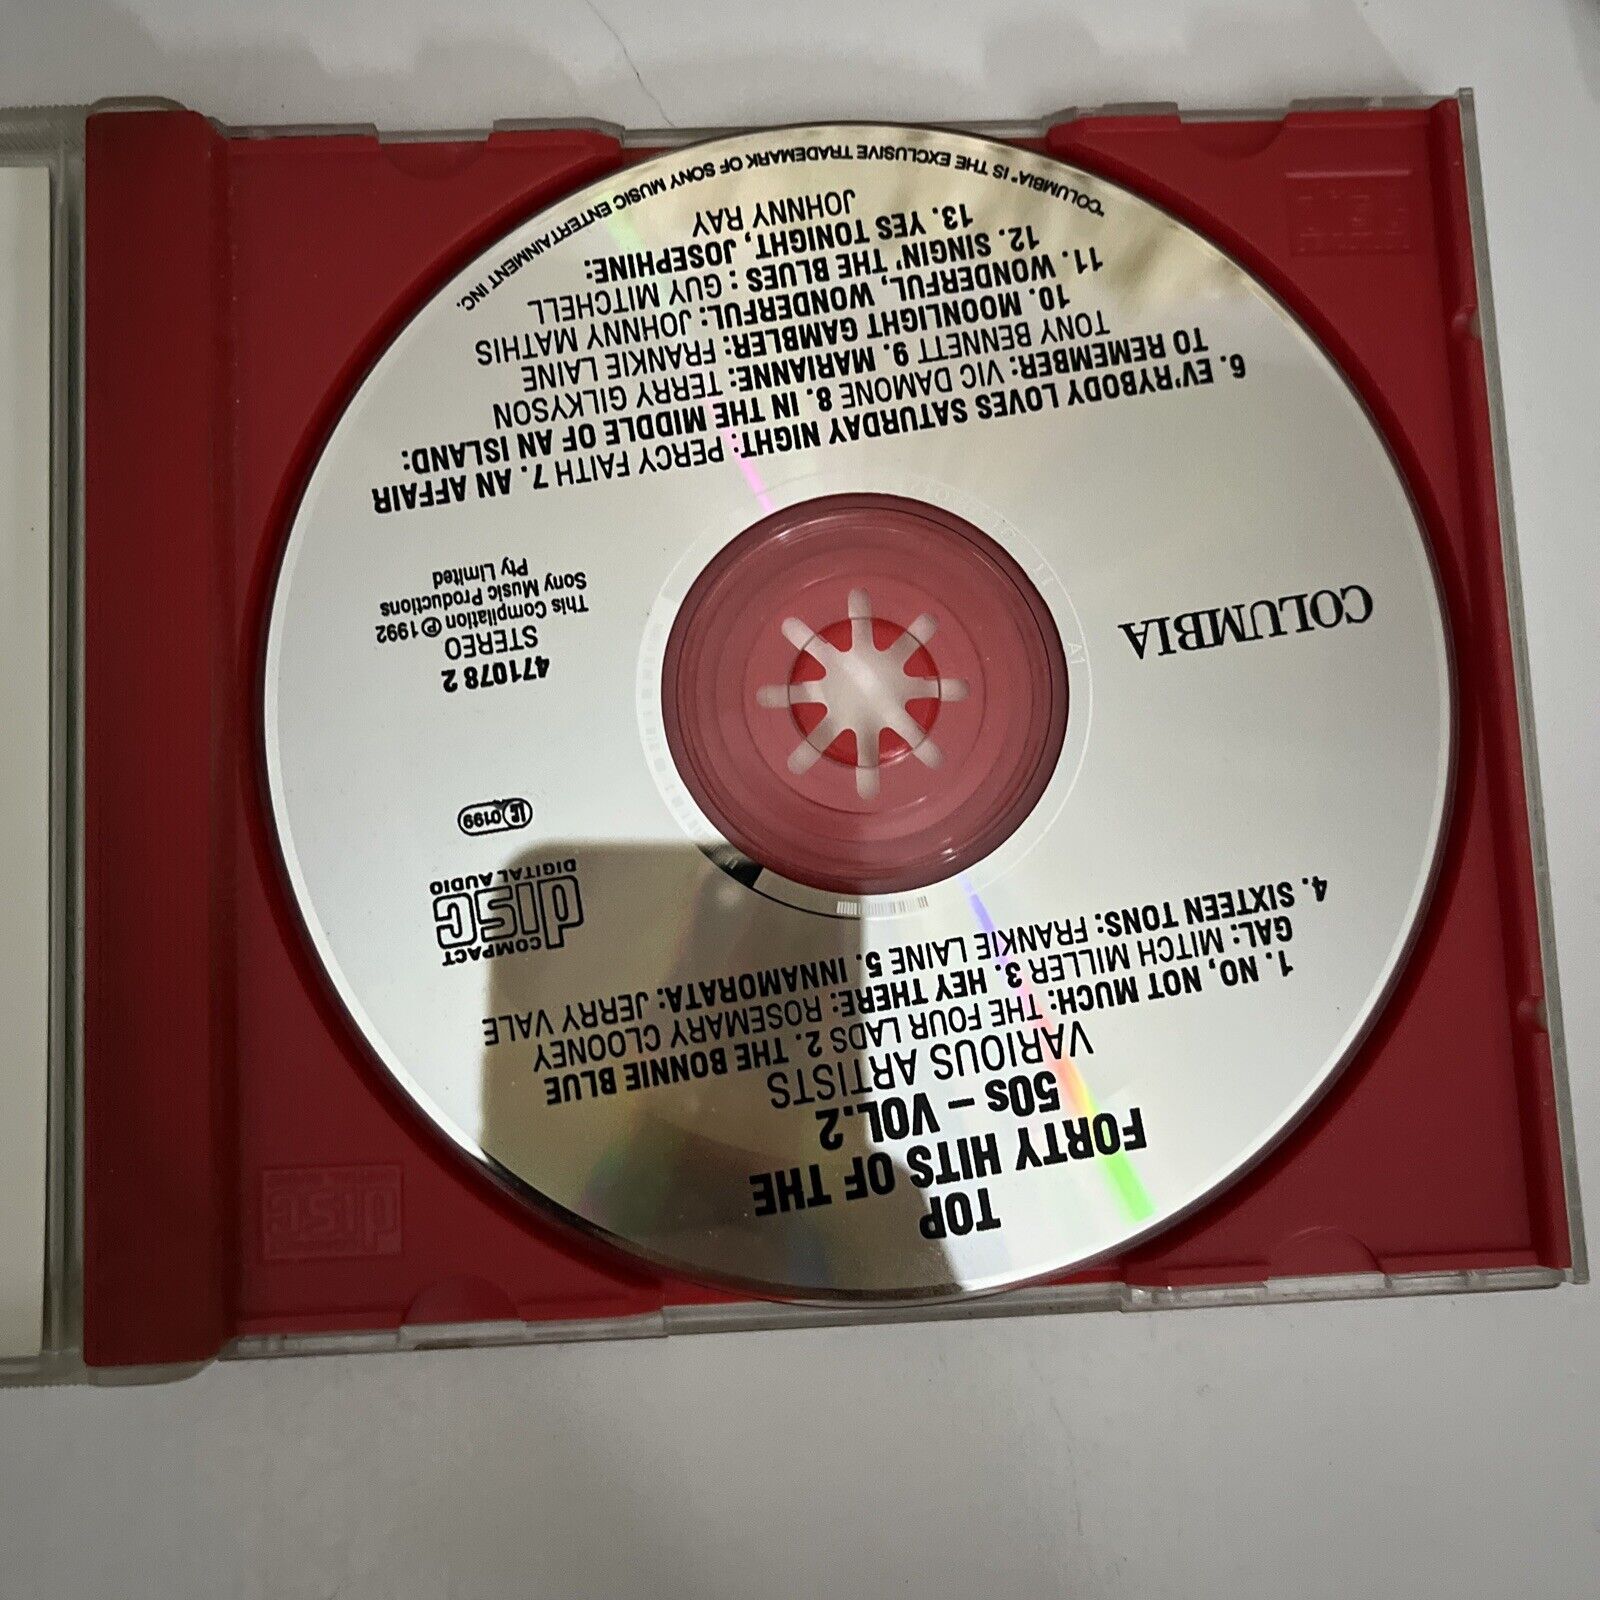 TOP
FORTY HITS OF THE
50s – VOL.2
VARIOUS ARTISTS
1. NO, NOT MUCH: THE FOUR LADS 2. THE BONNIE BLUE
GAL: MITCH MILLER 3. HEY THERE: ROSEMARY CLOONEY
4. SIXTEEN TONS: FRANKIE LAINE 5. INNAMORATA: JERRY VALE
COMPACT
disc
DIGITAL AUDIO
0199
COLUMBIA
471078 2
STEREO
This Compilation ℗ 1992
Sony Music Productions
Pty Limited
6. EV'RYBODY LOVES SATURDAY NIGHT: PERCY FAITH 7. AN AFFAIR
TO REMEMBER: VIC DAMONE 8. IN THE MIDDLE OF AN ISLAND:
TONY BENNETT 9. MARIANNE: TERRY GILKYSON
10. MOONLIGHT GAMBLER: FRANKIE LAINE
11. WONDERFUL, WONDERFUL: JOHNNY MATHIS
12. SINGIN' THE BLUES : GUY MITCHELL
13. YES TONIGHT, JOSEPHINE:
JOHNNY RAY
"COLUMBIA" IS THE EXCLUSIVE TRADEMARK OF SONY MUSIC ENTERTAINMENT INC.
disc
A1